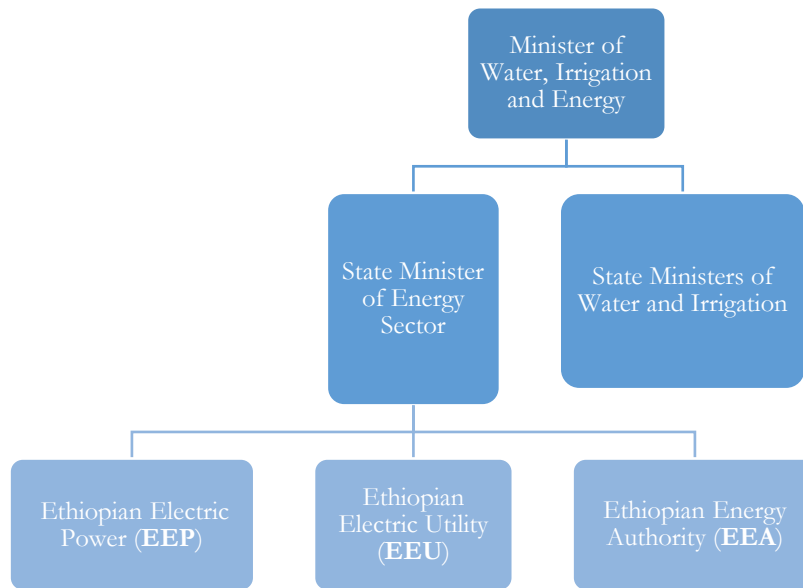 Minister of
Water, Irrigation
and Energy
State Minister
of Energy
Sector
State Ministers of
Water and Irrigation
Ethiopian Electric
Power (EEP)
Ethiopian
Electric Utility
(EEU)
Ethiopian Energy
Authority (EEA)